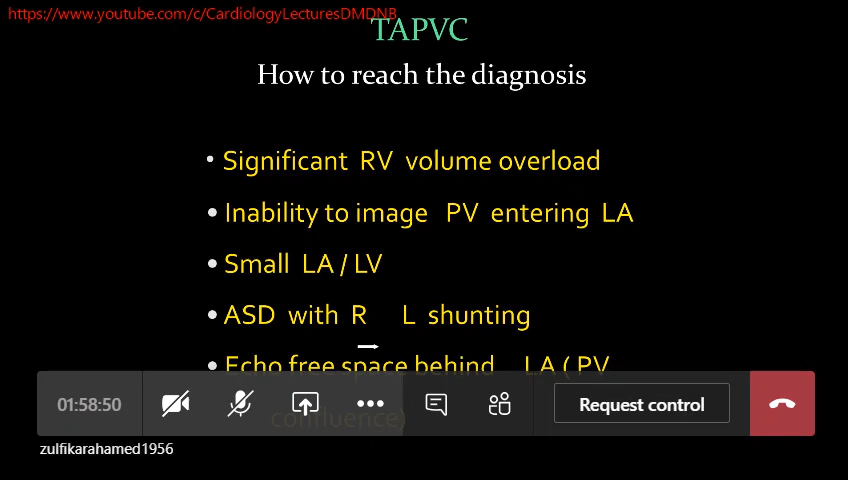 https://www.youtube.com/c/CardiologyLecturesDMDNB
TAPVC
How to reach the diagnosis
• Significant RV volume overload
• Inability to image PV entering LA
• Small LA / LV
• ASD with R L shunting
• Echo free space behind LA ( PV
confluence)
01:58:50
Request control
zulfikarahamed1956